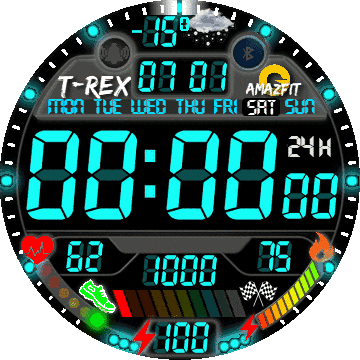 -15°
T-REX 07 07 AMAZFIT
MON TUE WED THU FRI SAT SUN
00:00 24H
00
62 1000 75
100